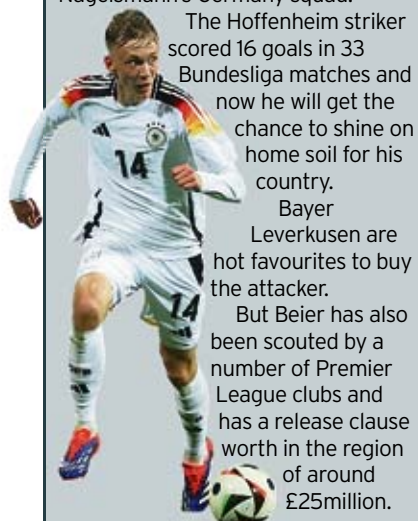 Nagelsmann's Germany squad.
The Hoffenheim striker
scored 16 goals in 33
Bundesliga matches and
now he will get the
chance to shine on
home soil for his
country.
Bayer
Leverkusen are
hot favourites to buy
the attacker.
But Beier has also
been scouted by a
number of Premier
League clubs and
has a release clause
worth in the region
of around
£25million.
14
14